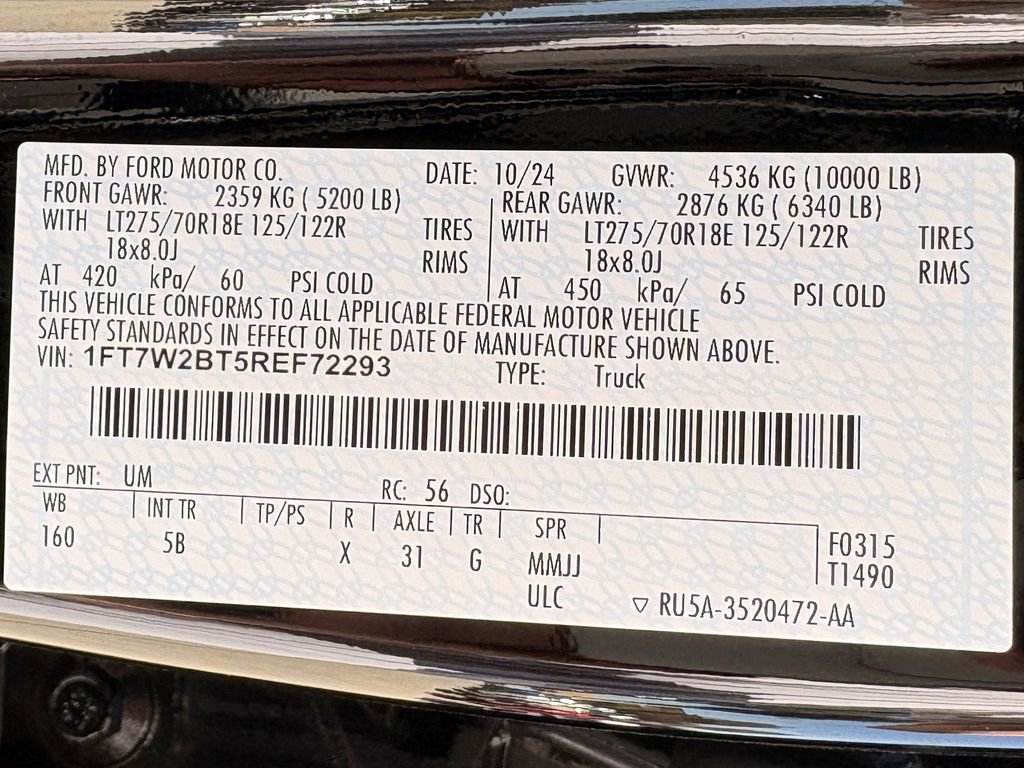 MFD. BY FORD MOTOR CO. DATE: 10/24 GVWR: 4536 KG (10000 LB)
FRONT GAWR: 2359 KG ( 5200 LB) REAR GAWR: 2876 KG ( 6340 LB)
WITH LT275/70R18E 125/122R TIRES WITH LT275/70R18E 125/122R TIRES
18x8.0J RIMS 18x8.0J RIMS
AT 420 kPa/ 60 PSI COLD AT 450 kPa/ 65 PSI COLD
THIS VEHICLE CONFORMS TO ALL APPLICABLE FEDERAL MOTOR VEHICLE
SAFETY STANDARDS IN EFFECT ON THE DATE OF MANUFACTURE SHOWN ABOVE.
VIN: 1FT7W2BT5REF72293 TYPE: Truck
EXT PNT: UM RC: 56 DSO:
WB INT TR TP/PS R AXLE TR SPR F0315
160 5B X 31 G MMJJ T1490
ULC RU5A-3520472-AA